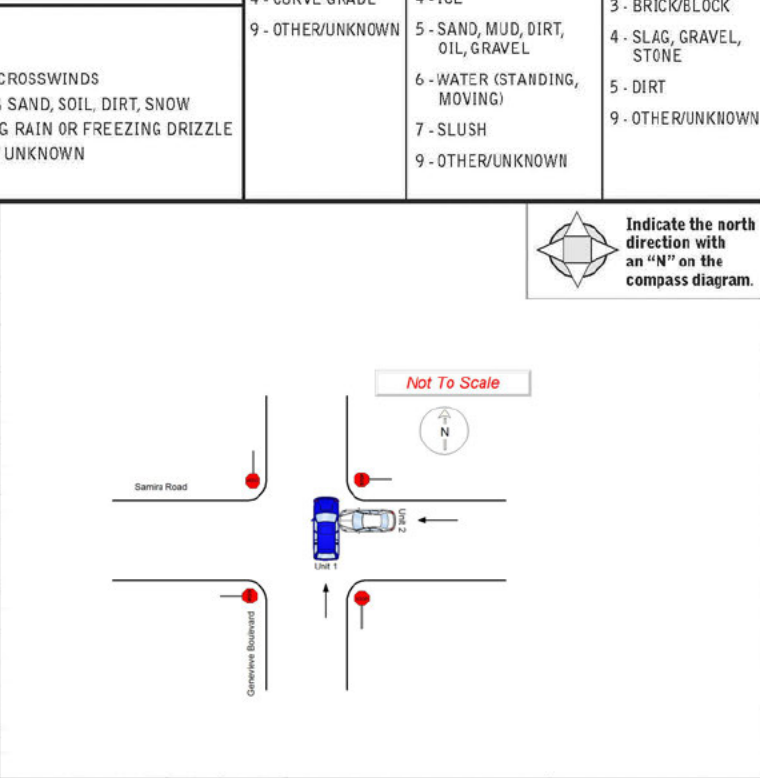 CROSSWINDS
SAND, SOIL, DIRT, SNOW
G RAIN OR FREEZING DRIZZLE
UNKNOWN
4 - CURVE GRADE
9 - OTHER/UNKNOWN
4 - ICE
5 - SAND, MUD, DIRT,
OIL, GRAVEL
6 - WATER (STANDING,
MOVING)
7 - SLUSH
9 - OTHER/UNKNOWN
3 - BRICK/BLOCK
4 - SLAG, GRAVEL,
STONE
5 - DIRT
9 - OTHER/UNKNOWN
Indicate the north
direction with
an “N” on the
compass diagram.
Not To Scale
N
Samira Road
Unit 2
Unit 1
Genevieve Boulevard